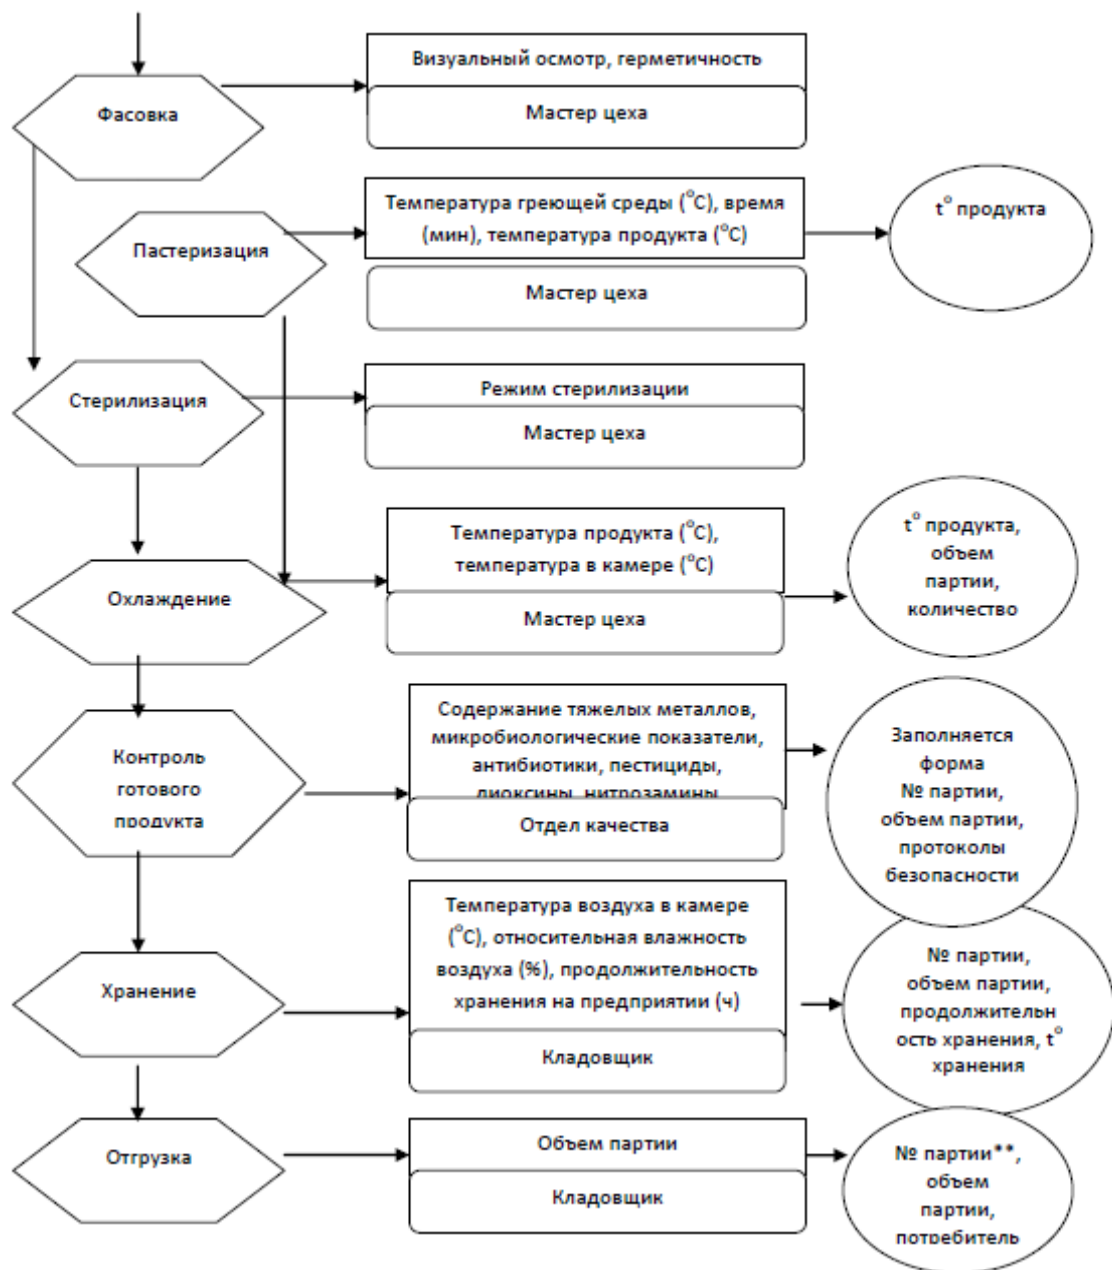 Визуальный осмотр, герметичность
Фасовка
Мастер цеха
Температура греющей среды (°С), время
(мин), температура продукта (°С)
t° продукта
Пастеризация
Мастер цеха
Режим стерилизации
Стерилизация
Мастер цеха
Температура продукта (°С),
температура в камере (°С)
t° продукта,
объем
партии,
количество
Охлаждение
Мастер цеха
Содержание тяжелых металлов,
микробиологические показатели,
антибиотики, пестициды,
диоксины, нитрозамины
Заполняется
форма
№ партии,
объем партии,
протоколы
безопасности
Контроль
готового
продукта
Отдел качества
Температура воздуха в камере
(°С), относительная влажность
воздуха (%), продолжительность
хранения на предприятии (ч)
№ партии,
объем партии,
продолжительн
ость хранения, t°
хранения
Хранение
Кладовщик
Объем партии
№ партии**,
объем
партии,
потребитель
Отгрузка
Кладовщик